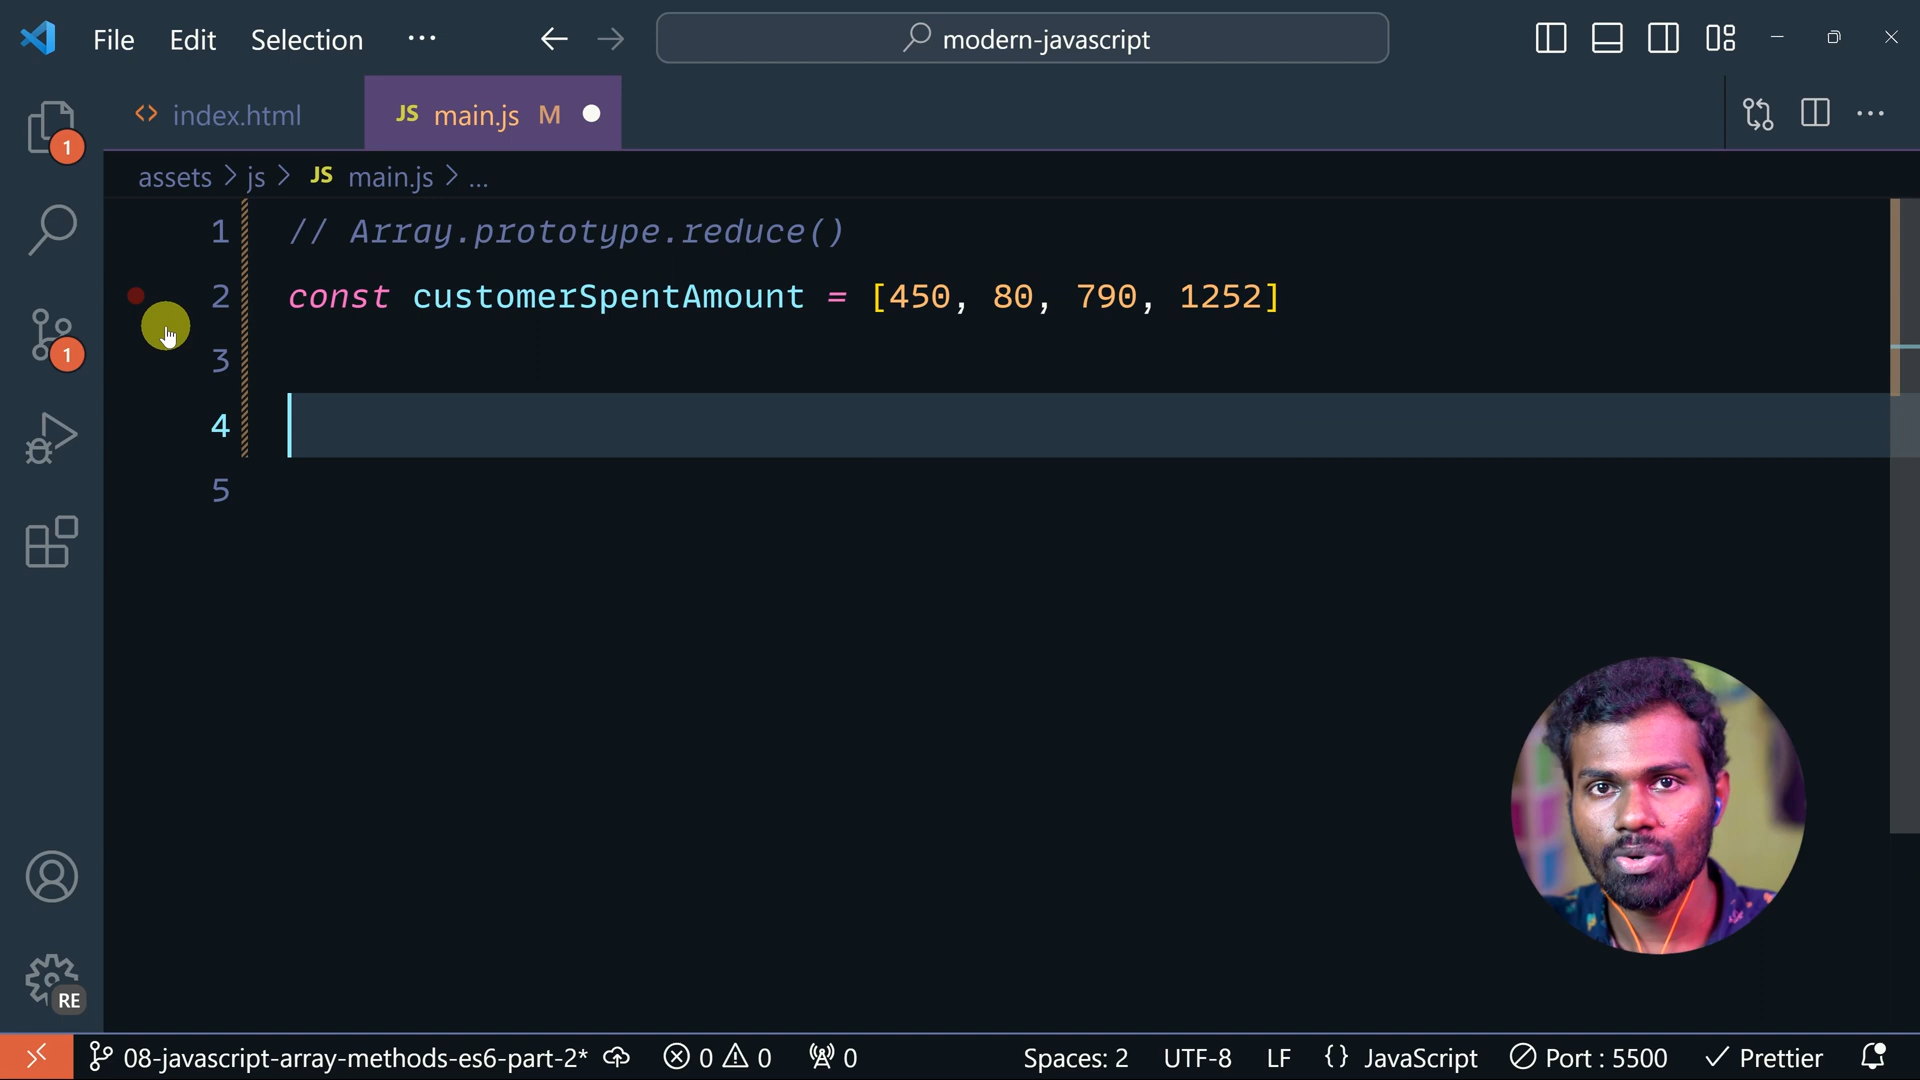 File Edit Selection ··· modern-javascript
index.html JS main.js M
assets > js > JS main.js > ...
1 // Array.prototype.reduce()
2 const customerSpentAmount = [450, 80, 790, 1252]
3
4
5
1
1
RE
08-javascript-array-methods-es6-part-2* 0 0 0 Spaces: 2 UTF-8 LF {} JavaScript Port : 5500 Prettier